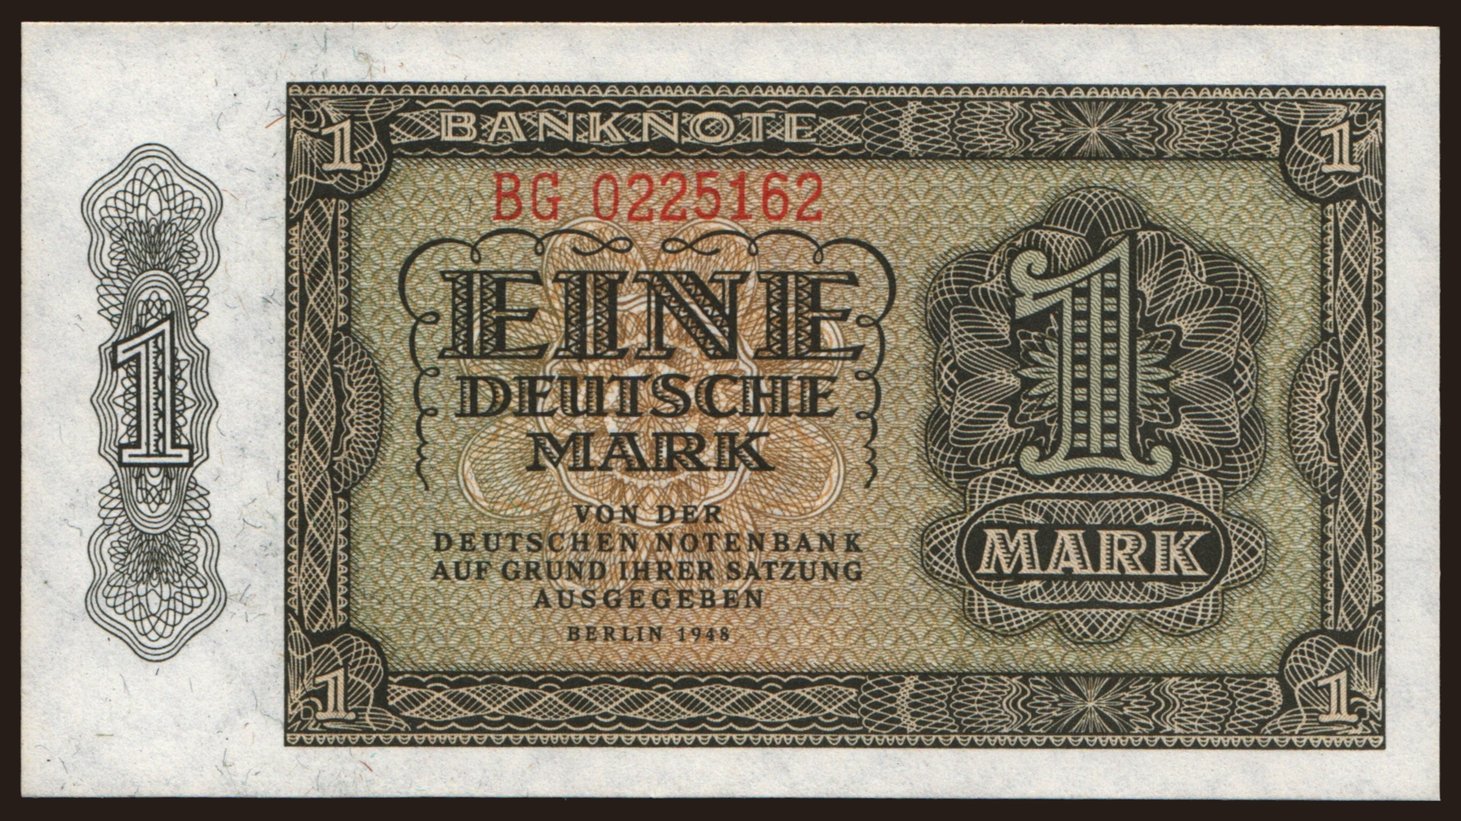 1 BANKNOTE 1
BG 0225162
EINE
DEUTSCHE
MARK
1
1
VON DER
DEUTSCHEN NOTENBANK
AUF GRUND IHRER SATZUNG
AUSGEGEBEN
BERLIN 1948
MARK
1
1